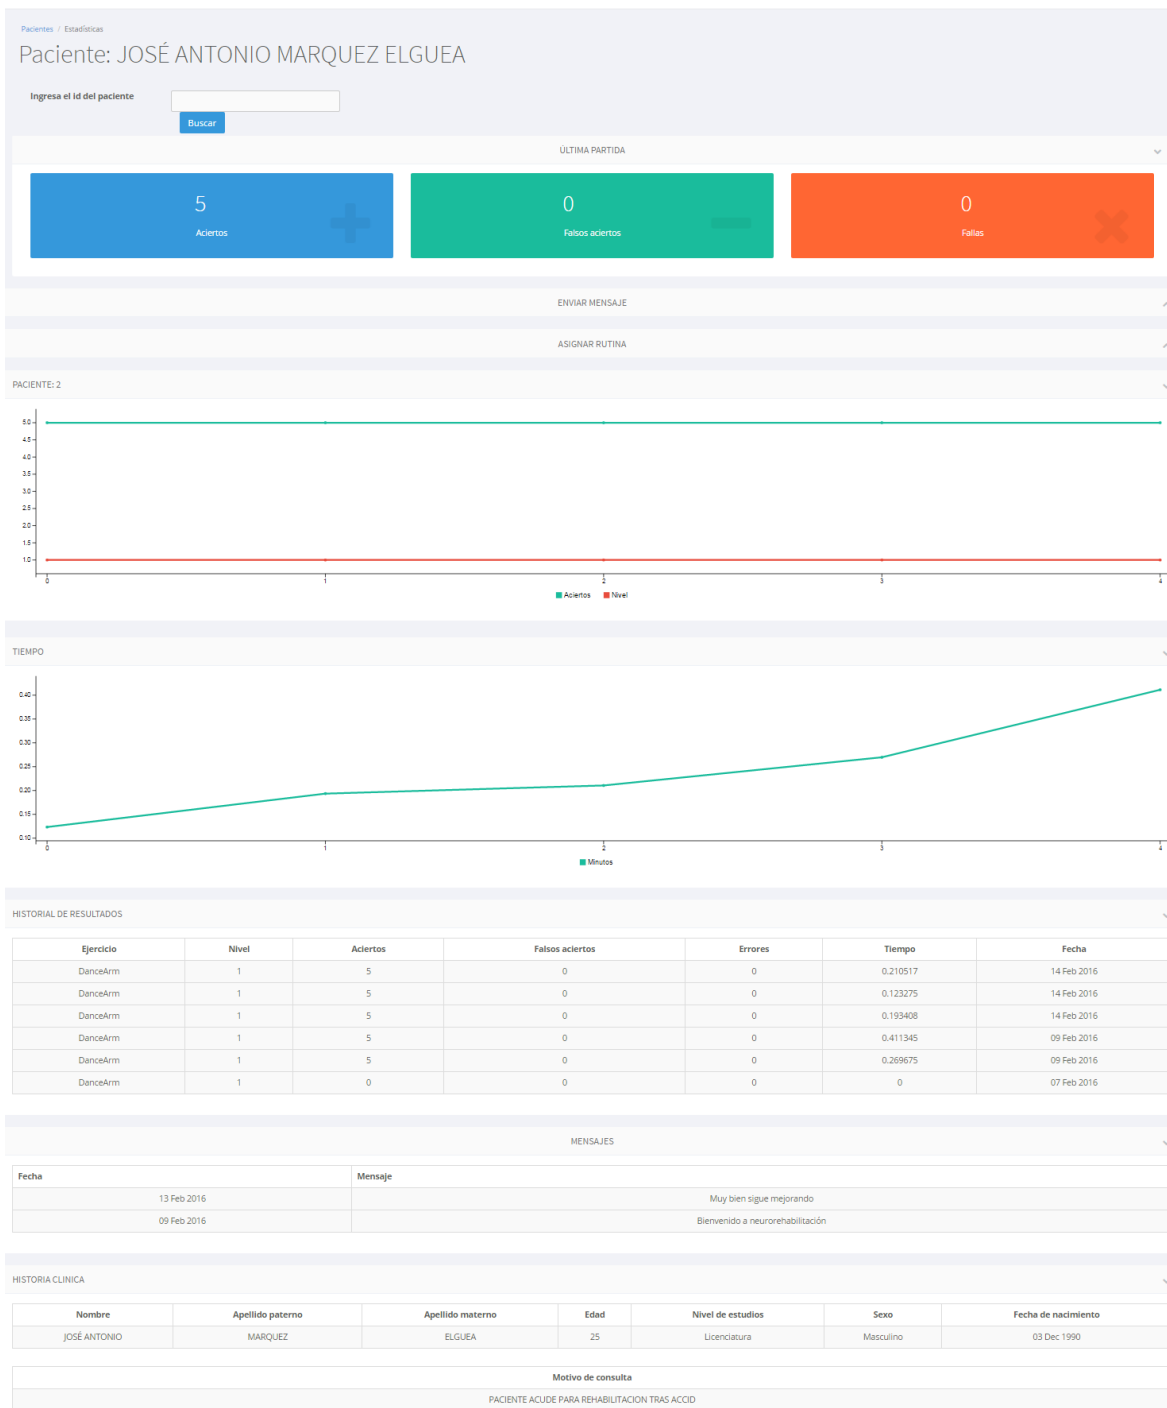 Pacientes / Estadísticas
Paciente: JOSÉ ANTONIO MARQUEZ ELGUEA
Ingresa el id del paciente
Buscar
ÚLTIMA PARTIDA
5 0 0
Aciertos Falsos aciertos Fallas
ENVIAR MENSAJE
ASIGNAR RUTINA
PACIENTE: 2
5.0
4.5
4.0
3.5
3.0
2.5
2.0
1.5
1.0
0 1 2 3 4
Aciertos Nivel
TIEMPO
0.40
0.35
0.30
0.25
0.20
0.15
0.10
0 1 2 3 4
Minutos
HISTORIAL DE RESULTADOS
Ejercicio Nivel Aciertos Falsos aciertos Errores Tiempo Fecha
DanceArm 1 5 0 0 0.210517 14 Feb 2016
DanceArm 1 5 0 0 0.123275 14 Feb 2016
DanceArm 1 5 0 0 0.193408 14 Feb 2016
DanceArm 1 5 0 0 0.411345 09 Feb 2016
DanceArm 1 5 0 0 0.269675 09 Feb 2016
DanceArm 1 0 0 0 0 07 Feb 2016
MENSAJES
Fecha Mensaje
13 Feb 2016 Muy bien sigue mejorando
09 Feb 2016 Bienvenido a neurorehabilitación
HISTORIA CLINICA
Nombre Apellido paterno Apellido materno Edad Nivel de estudios Sexo Fecha de nacimiento
JOSÉ ANTONIO MARQUEZ ELGUEA 25 Licenciatura Masculino 03 Dec 1990
Motivo de consulta
PACIENTE ACUDE PARA REHABILITACION TRAS ACCID